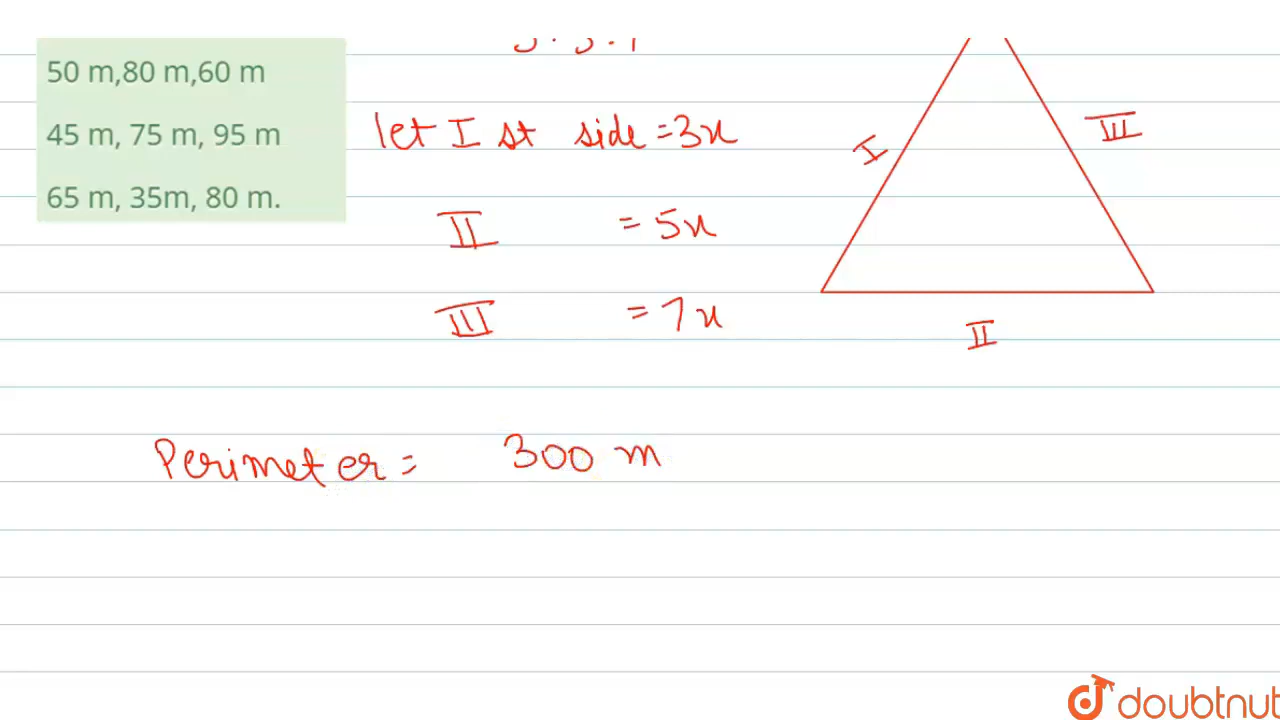 50 m,80 m,60 m
45 m, 75 m, 95 m
65 m, 35m, 80 m.
let I st side = 3x
II = 5x
III = 7x
I
III
II
Perimeter = 300 m
doubtnut